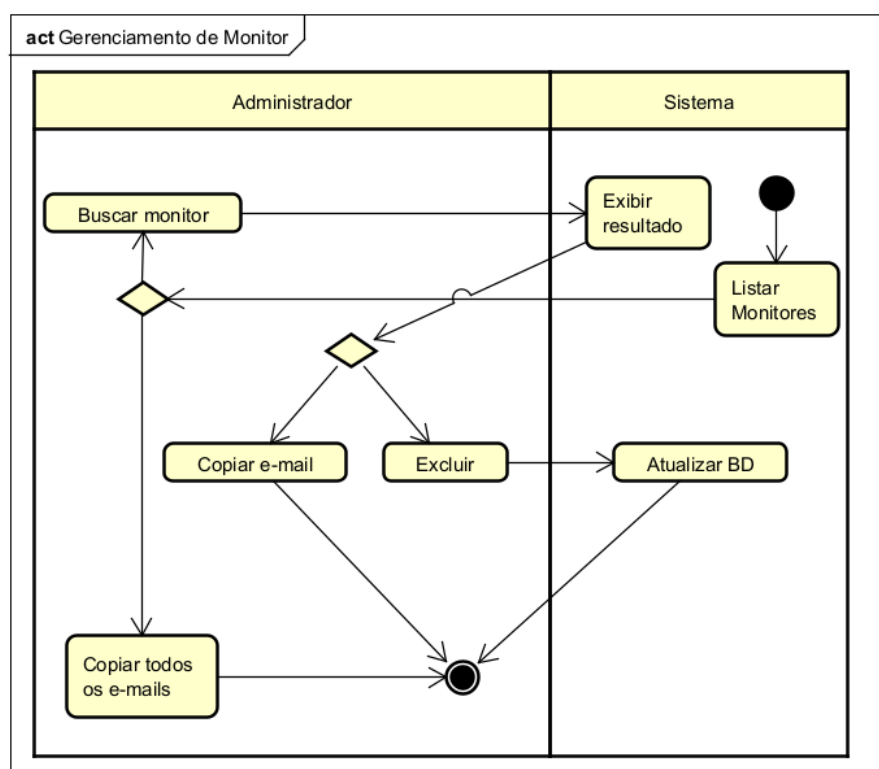 act Gerenciamento de Monitor
Administrador
Sistema
Buscar monitor
Exibir
resultado
Listar
Monitores
Copiar e-mail
Excluir
Atualizar BD
Copiar todos
os e-mails